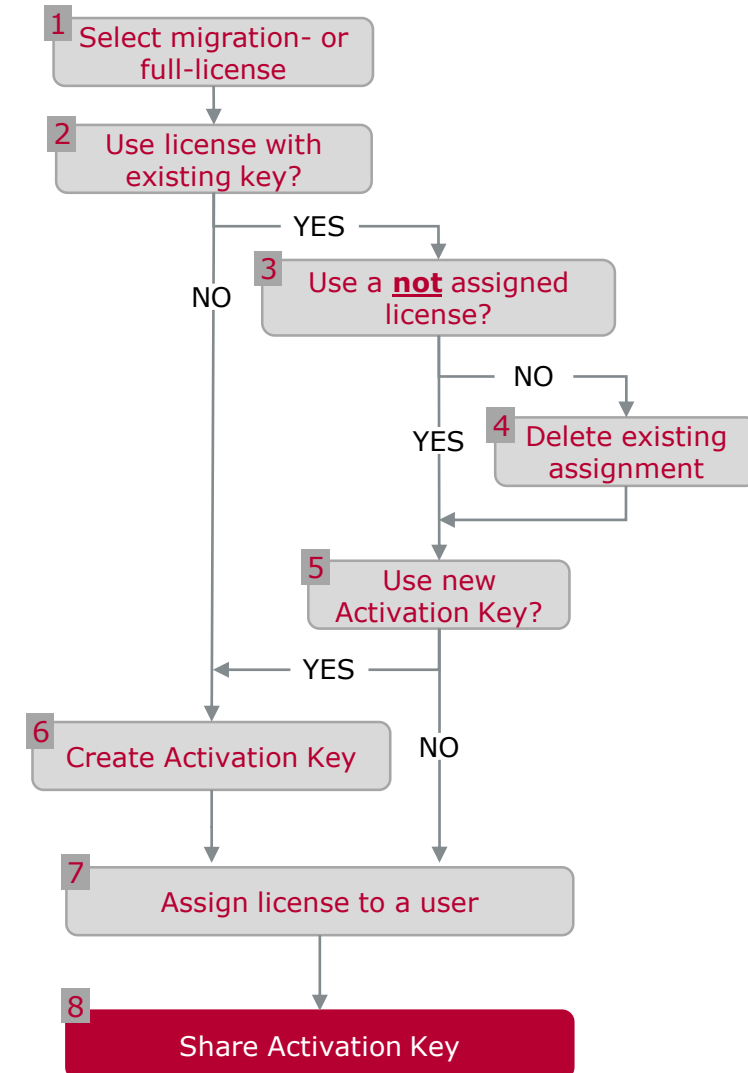 1
Select migration- or
full-license
2
Use license with
existing key?
YES
3
Use a not assigned
license?
NO
NO
YES
4
Delete existing
assignment
5
Use new
Activation Key?
YES
6
Create Activation Key
NO
7
Assign license to a user
8
Share Activation Key